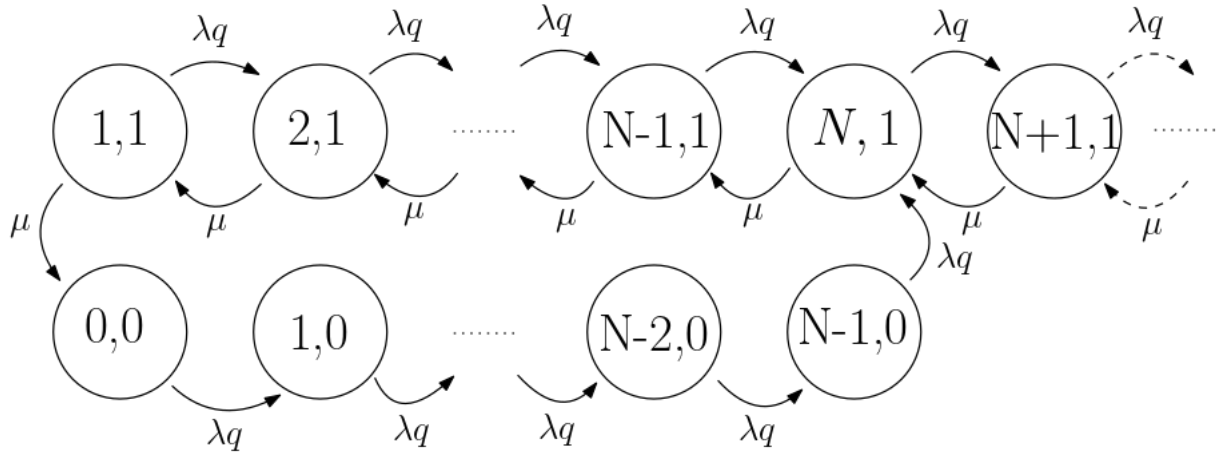 λq λq λq λq λq λq
1,1 2,1 ........ N-1,1 N, 1 N+1,1 ........
μ μ μ μ μ μ μ
λq
0,0 1,0 ........ N-2,0 N-1,0
λq λq λq λq